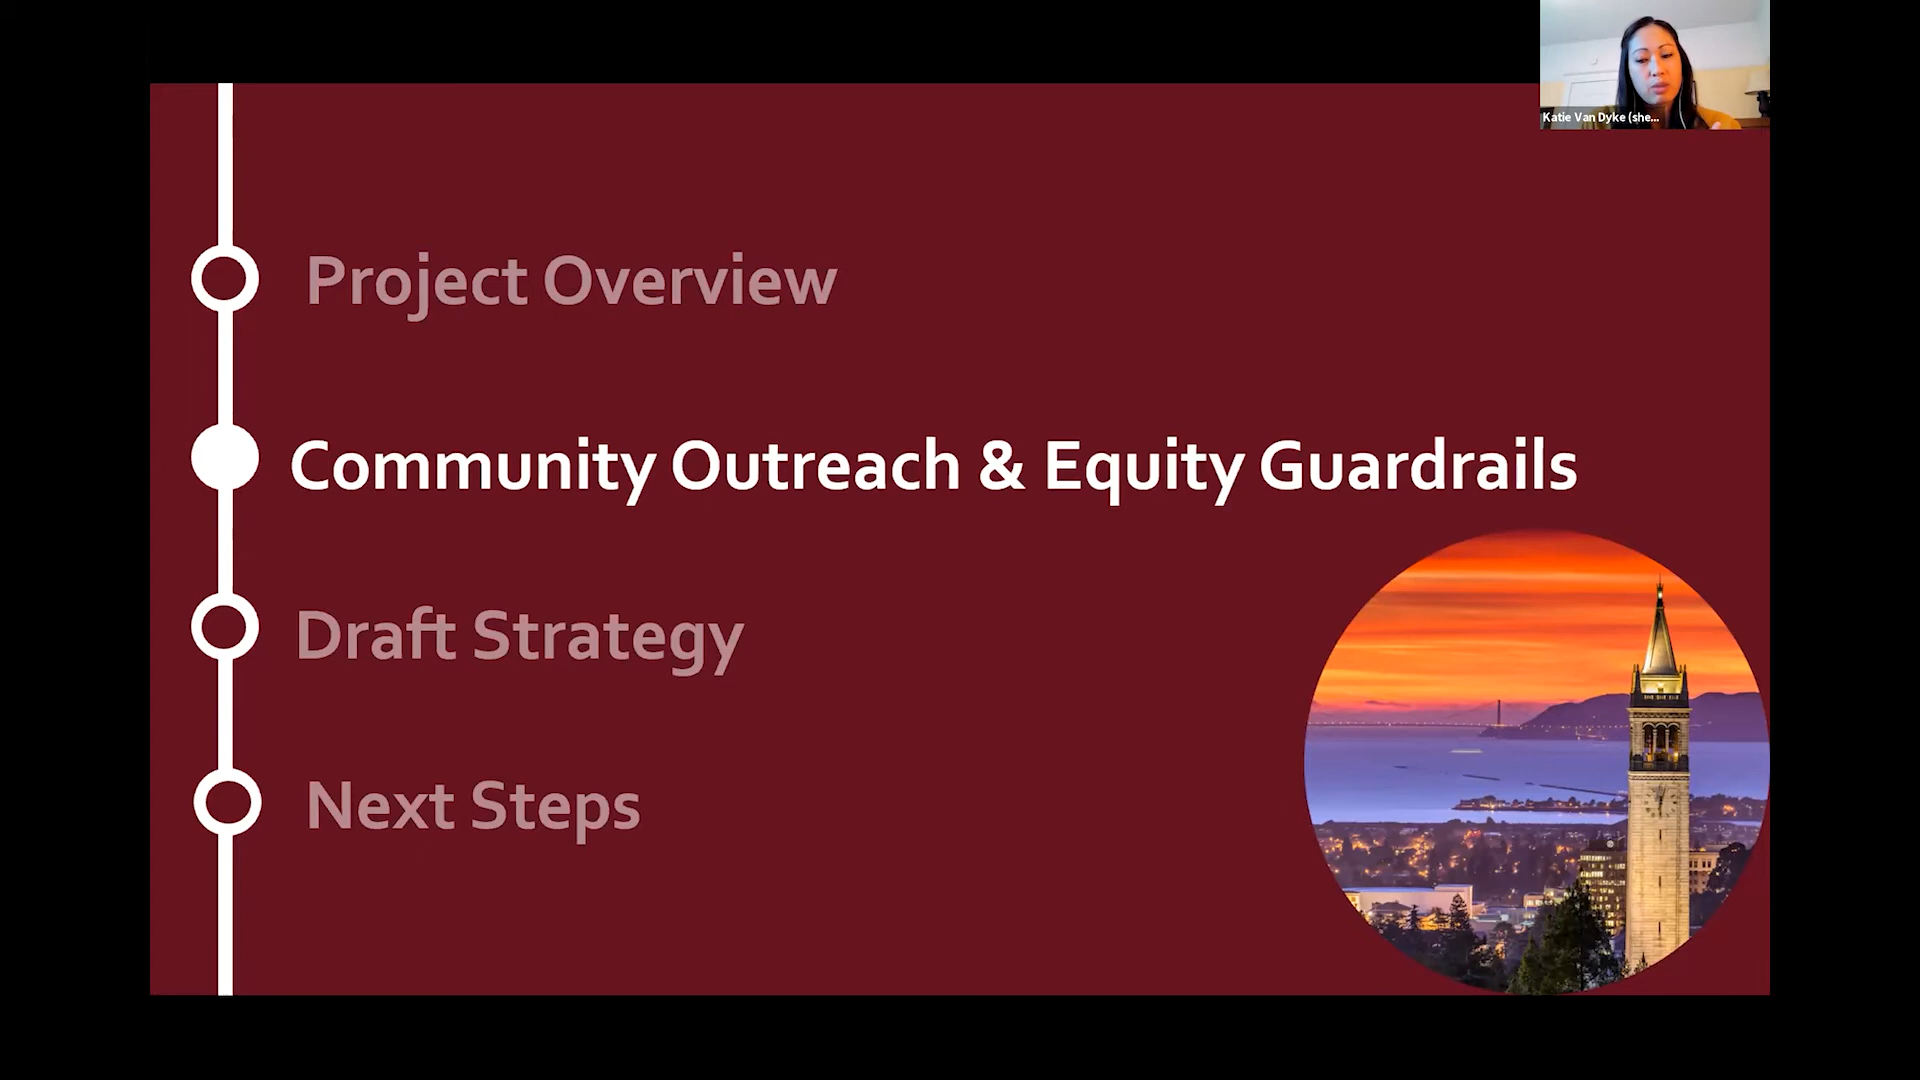 Katie Van Dyke (she...
Project Overview
Community Outreach & Equity Guardrails
Draft Strategy
Next Steps